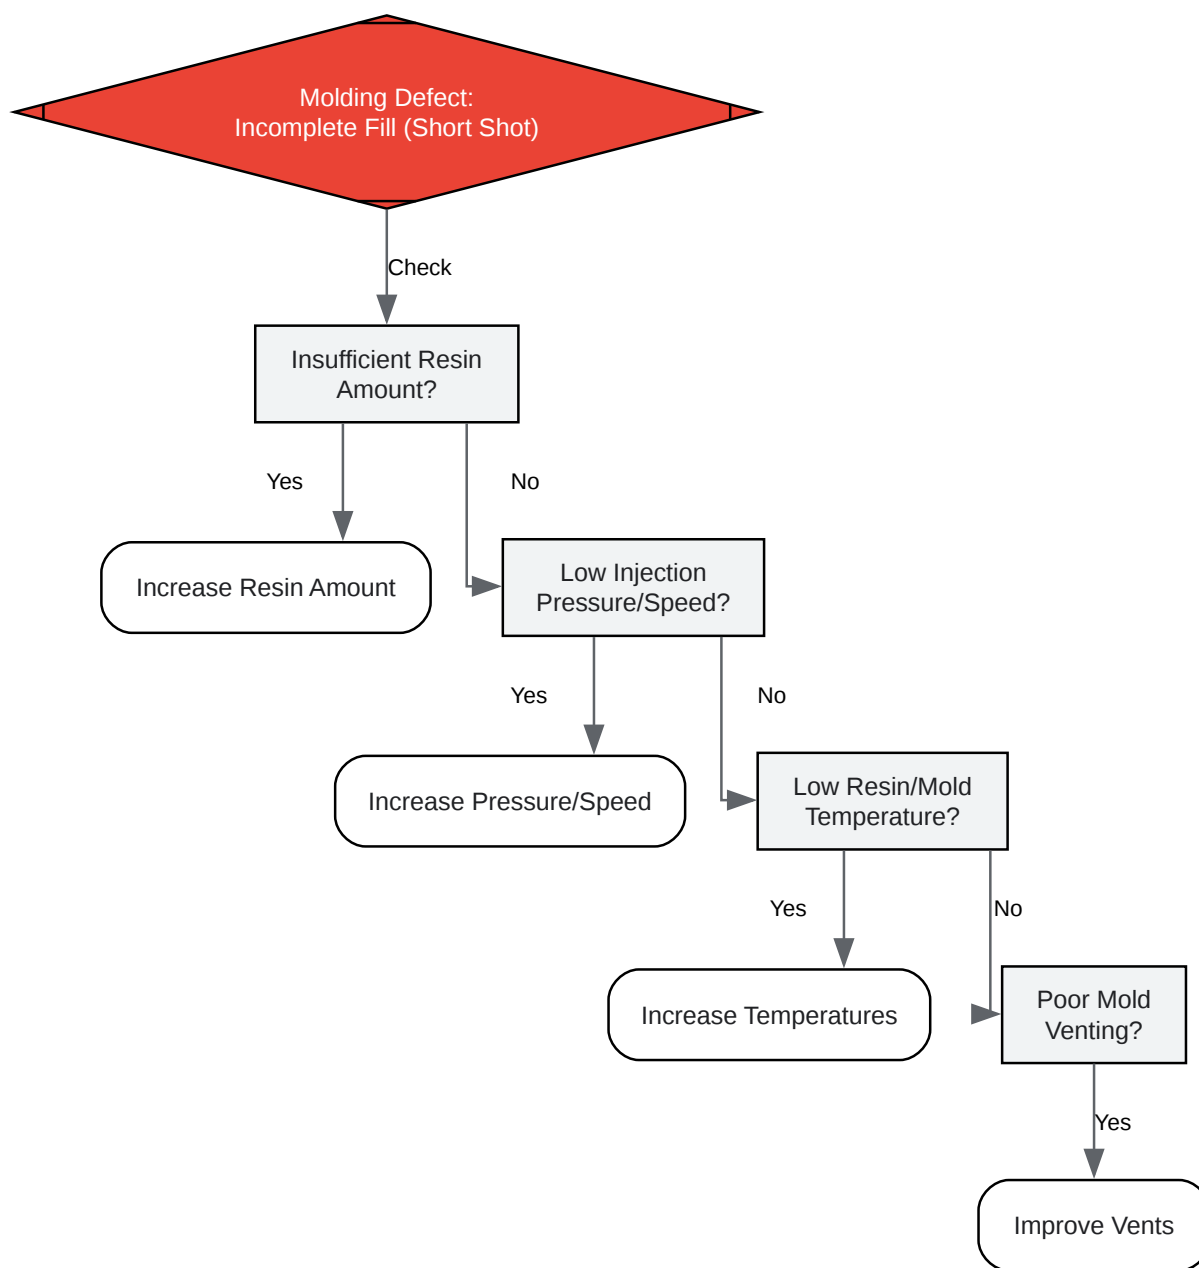 Molding Defect:
Incomplete Fill (Short Shot)
Check
Insufficient Resin
Amount?
Yes
No
Increase Resin Amount
Low Injection
Pressure/Speed?
Yes
No
Increase Pressure/Speed
Low Resin/Mold
Temperature?
Yes
No
Increase Temperatures
Poor Mold
Venting?
Yes
Improve Vents